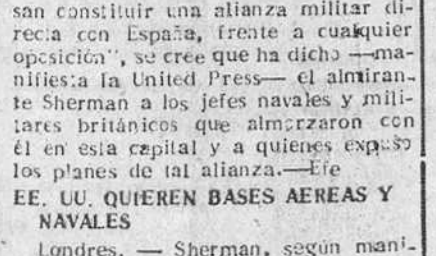 san constituir una alianza militar di-
recta con España, frente a cualquier
oposición", se cree que ha dicho —ma-
nifiesta la United Press— el almiran-
te Sherman a los jefes navales y mili-
tares británicos que almorzaron con
él en esta capital y a quienes expuso
los planes de tal alianza.—Efe
EE. UU. QUIEREN BASES AEREAS Y
NAVALES
Londres. — Sherman, según mani-